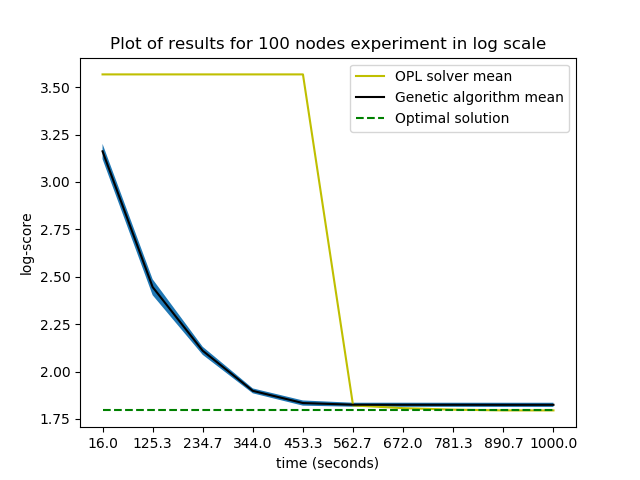 Plot of results for 100 nodes experiment in log scale
OPL solver mean
Genetic algorithm mean
Optimal solution
log-score
3.50
3.25
3.00
2.75
2.50
2.25
2.00
1.75
16.0 125.3 234.7 344.0 453.3 562.7 672.0 781.3 890.7 1000.0
time (seconds)